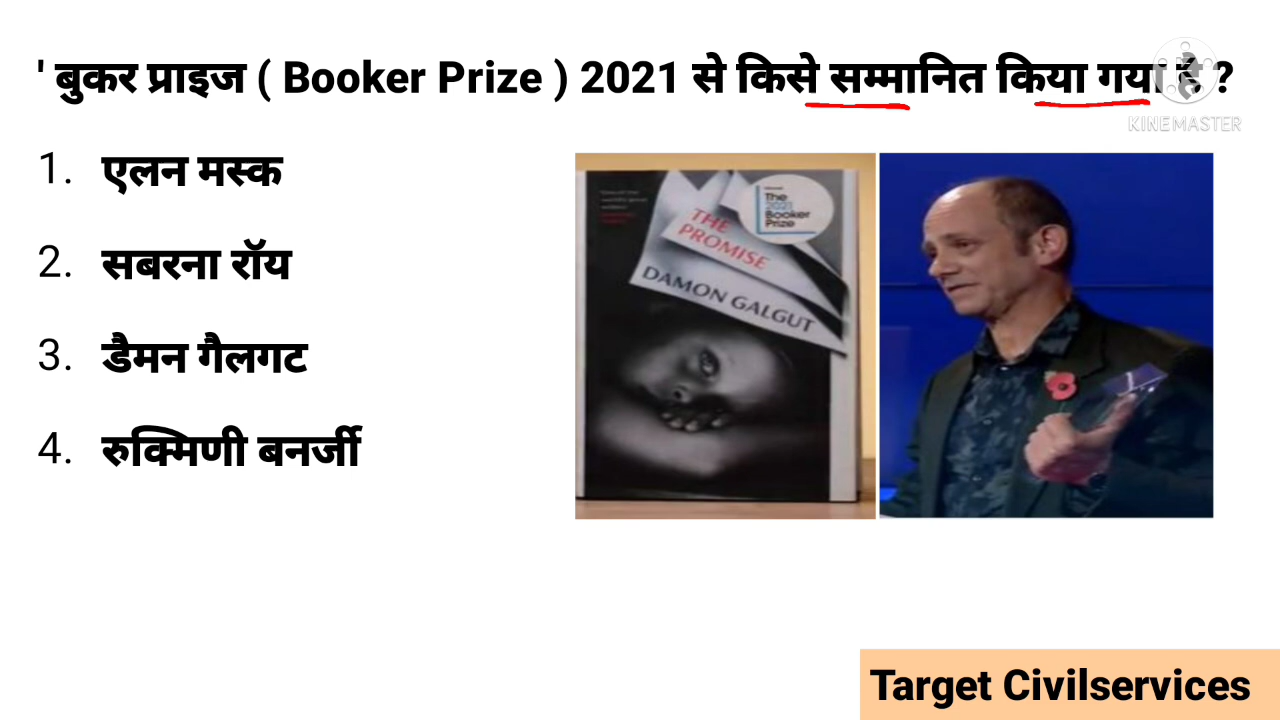 ' बुकर प्राइज ( Booker Prize ) 2021 से किसे सम्मानित किया गया है ?
KINEMASTER
1. एलन मस्क
2. सबरना रॉय
3. डैमन गैलगट
4. रुक्मिणी बनर्जी
The
2021
Booker
Prize
THE
PROMISE
DAMON GALGUT
Target Civilservices